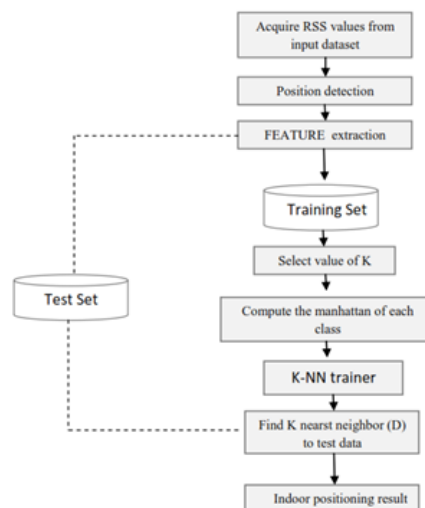 Acquire RSS values from
input dataset
Position detection
FEATURE extraction
Training Set
Select value of K
Test Set
Compute the manhattan of each
class
K-NN trainer
Find K nearst neighbor (D)
to test data
Indoor positioning result